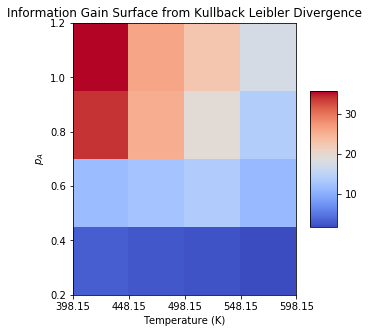 Information Gain Surface from Kullback Leibler Divergence
1.2
1.0
0.8
0.6
0.4
0.2
p_A
398.15 448.15 498.15 548.15 598.15
Temperature (K)
30
20
10